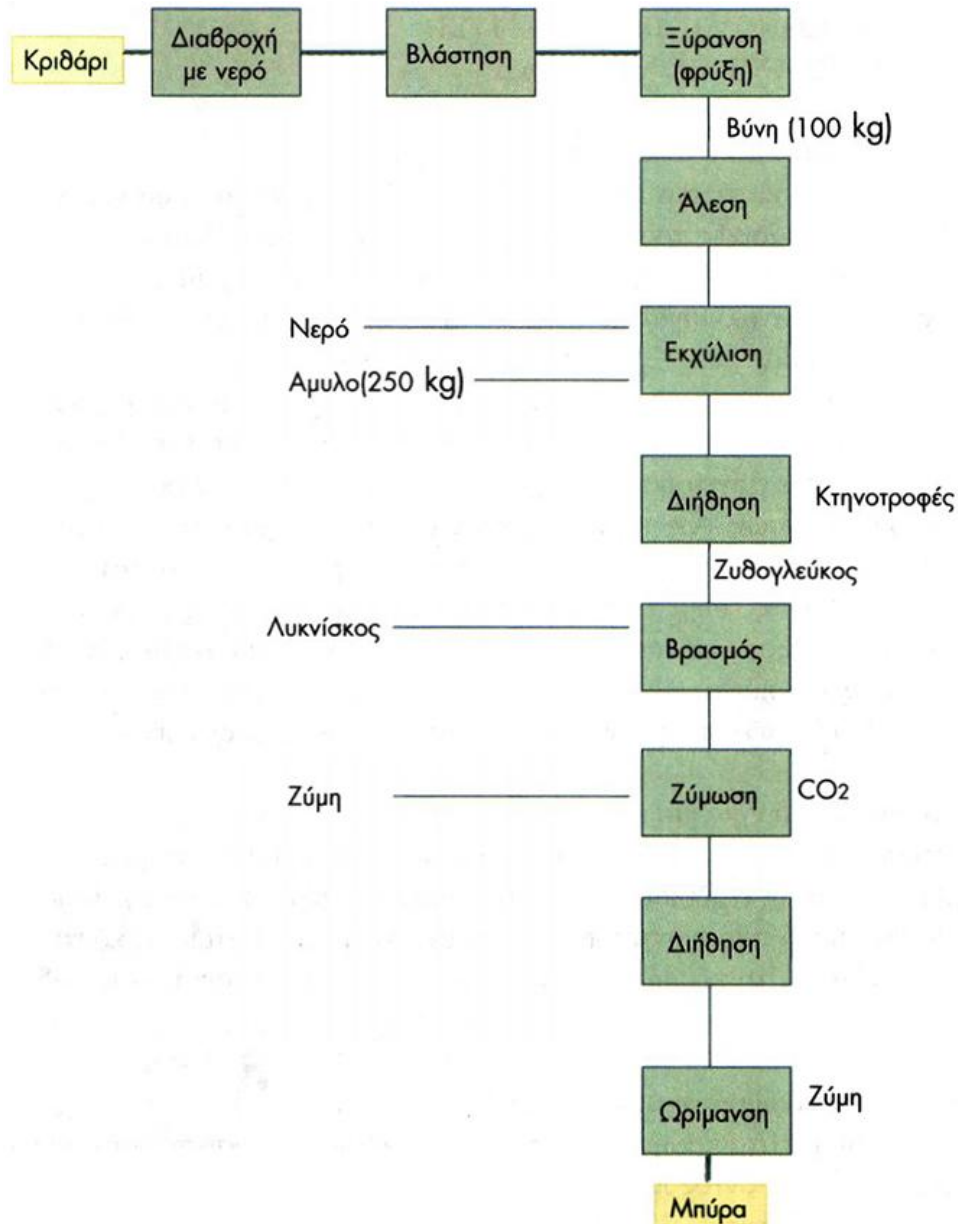 Κριθάρι
Διαβροχή
με νερό
Βλάστηση
Ξύρανση
(φρύξη)
Βύνη (100 kg)
Άλεση
Νερό
Αμυλο(250 kg)
Εκχύλιση
Διήθηση
Κτηνοτροφές
Ζυθογλεύκος
Λυκνίσκος
Βρασμός
Ζύμη
Ζύμωση
CO2
Διήθηση
Ωρίμανση
Ζύμη
Μπύρα